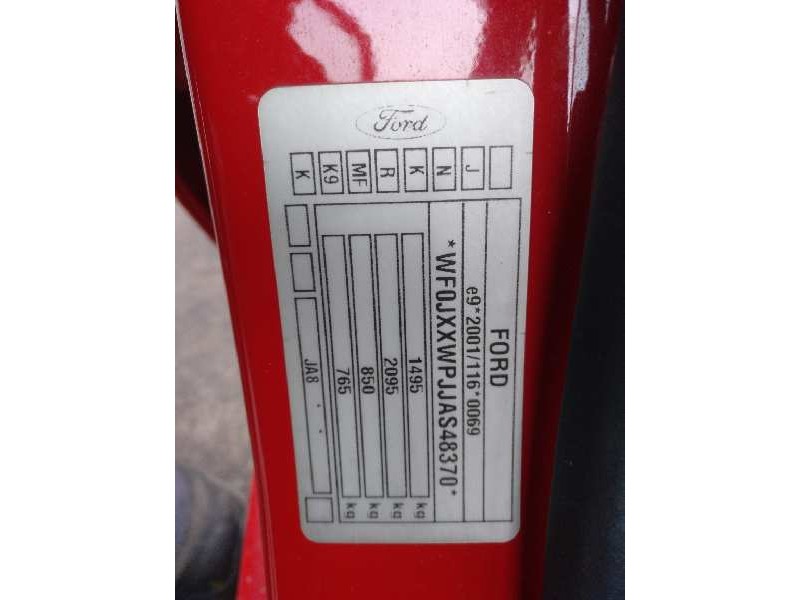 Ford
FORD
e9*2001/116*0069
*WF0JXXWPJJAS48370*
1495 kg
2095 kg
850 kg
765 kg
JA8
J
N
K
R
MF
K9
K